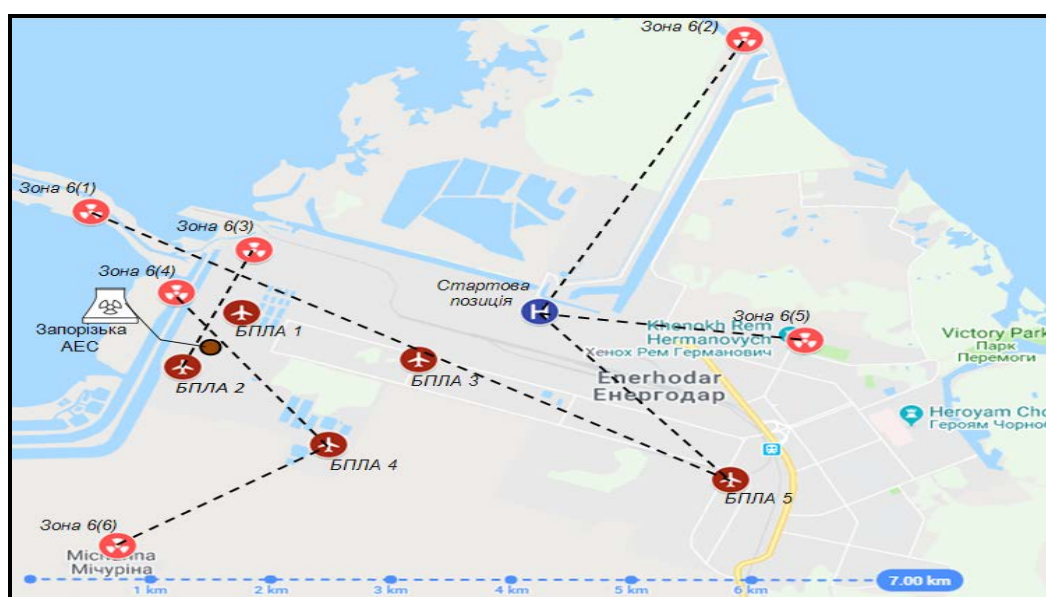 Зона 6(2)
Зона 6(1)
Зона 6(3)
Зона 6(4)
Стартова
позиція
Запорізька
АЕС
БПЛА 1
БПЛА 2
БПЛА 3
Зона 6(5)
Khenokh Rem
Hermanovych
Хенох Рем Германович
Victory Park
Парк
Перемоги
Enerhodar
Енергодар
Heroyam Cho
Героям Чорноб
БПЛА 4
БПЛА 5
Зона 6(6)
Мічуріна
1 km
2 km
3 km
4 km
5 km
6 km
7.00 km